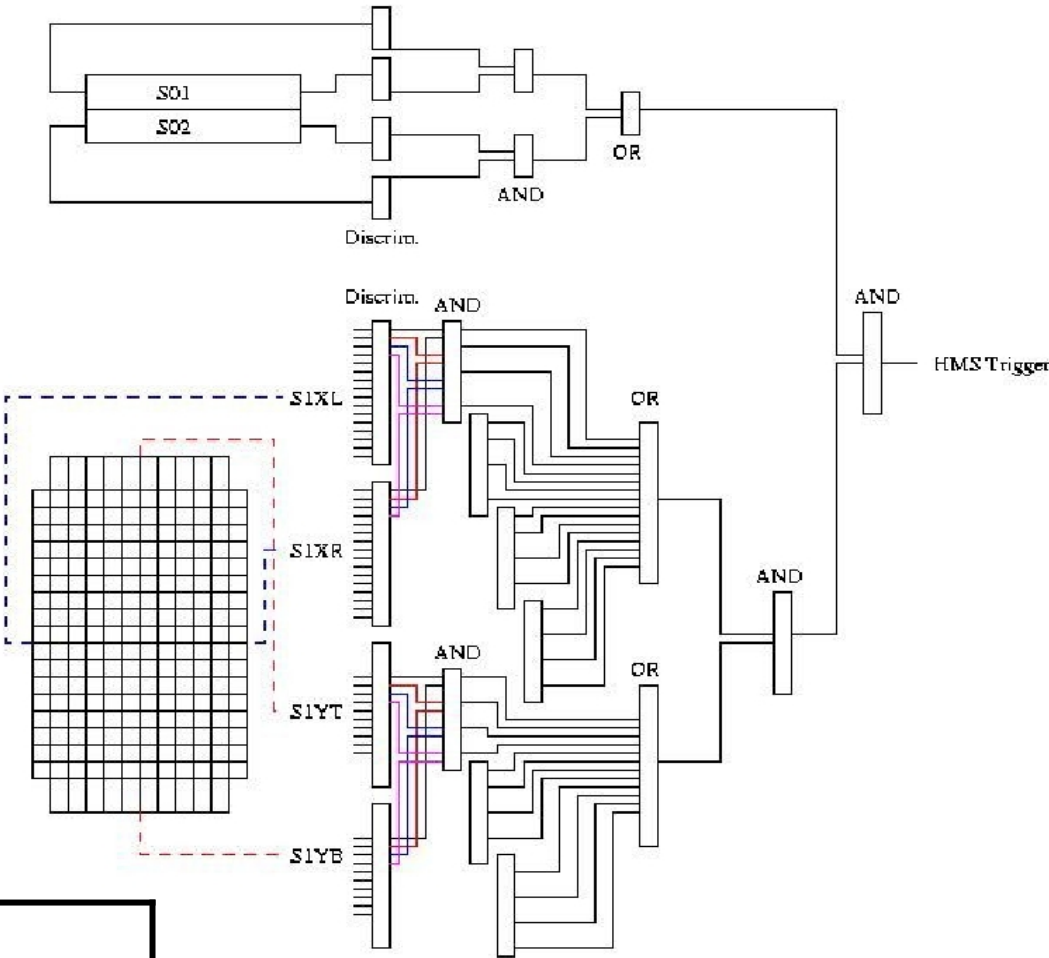 S01
S02
OR
AND
Discrim.
Discrim.
AND
AND
HMS Trigger
S1XL
OR
S1XR
AND
AND
OR
S1YT
S1YB